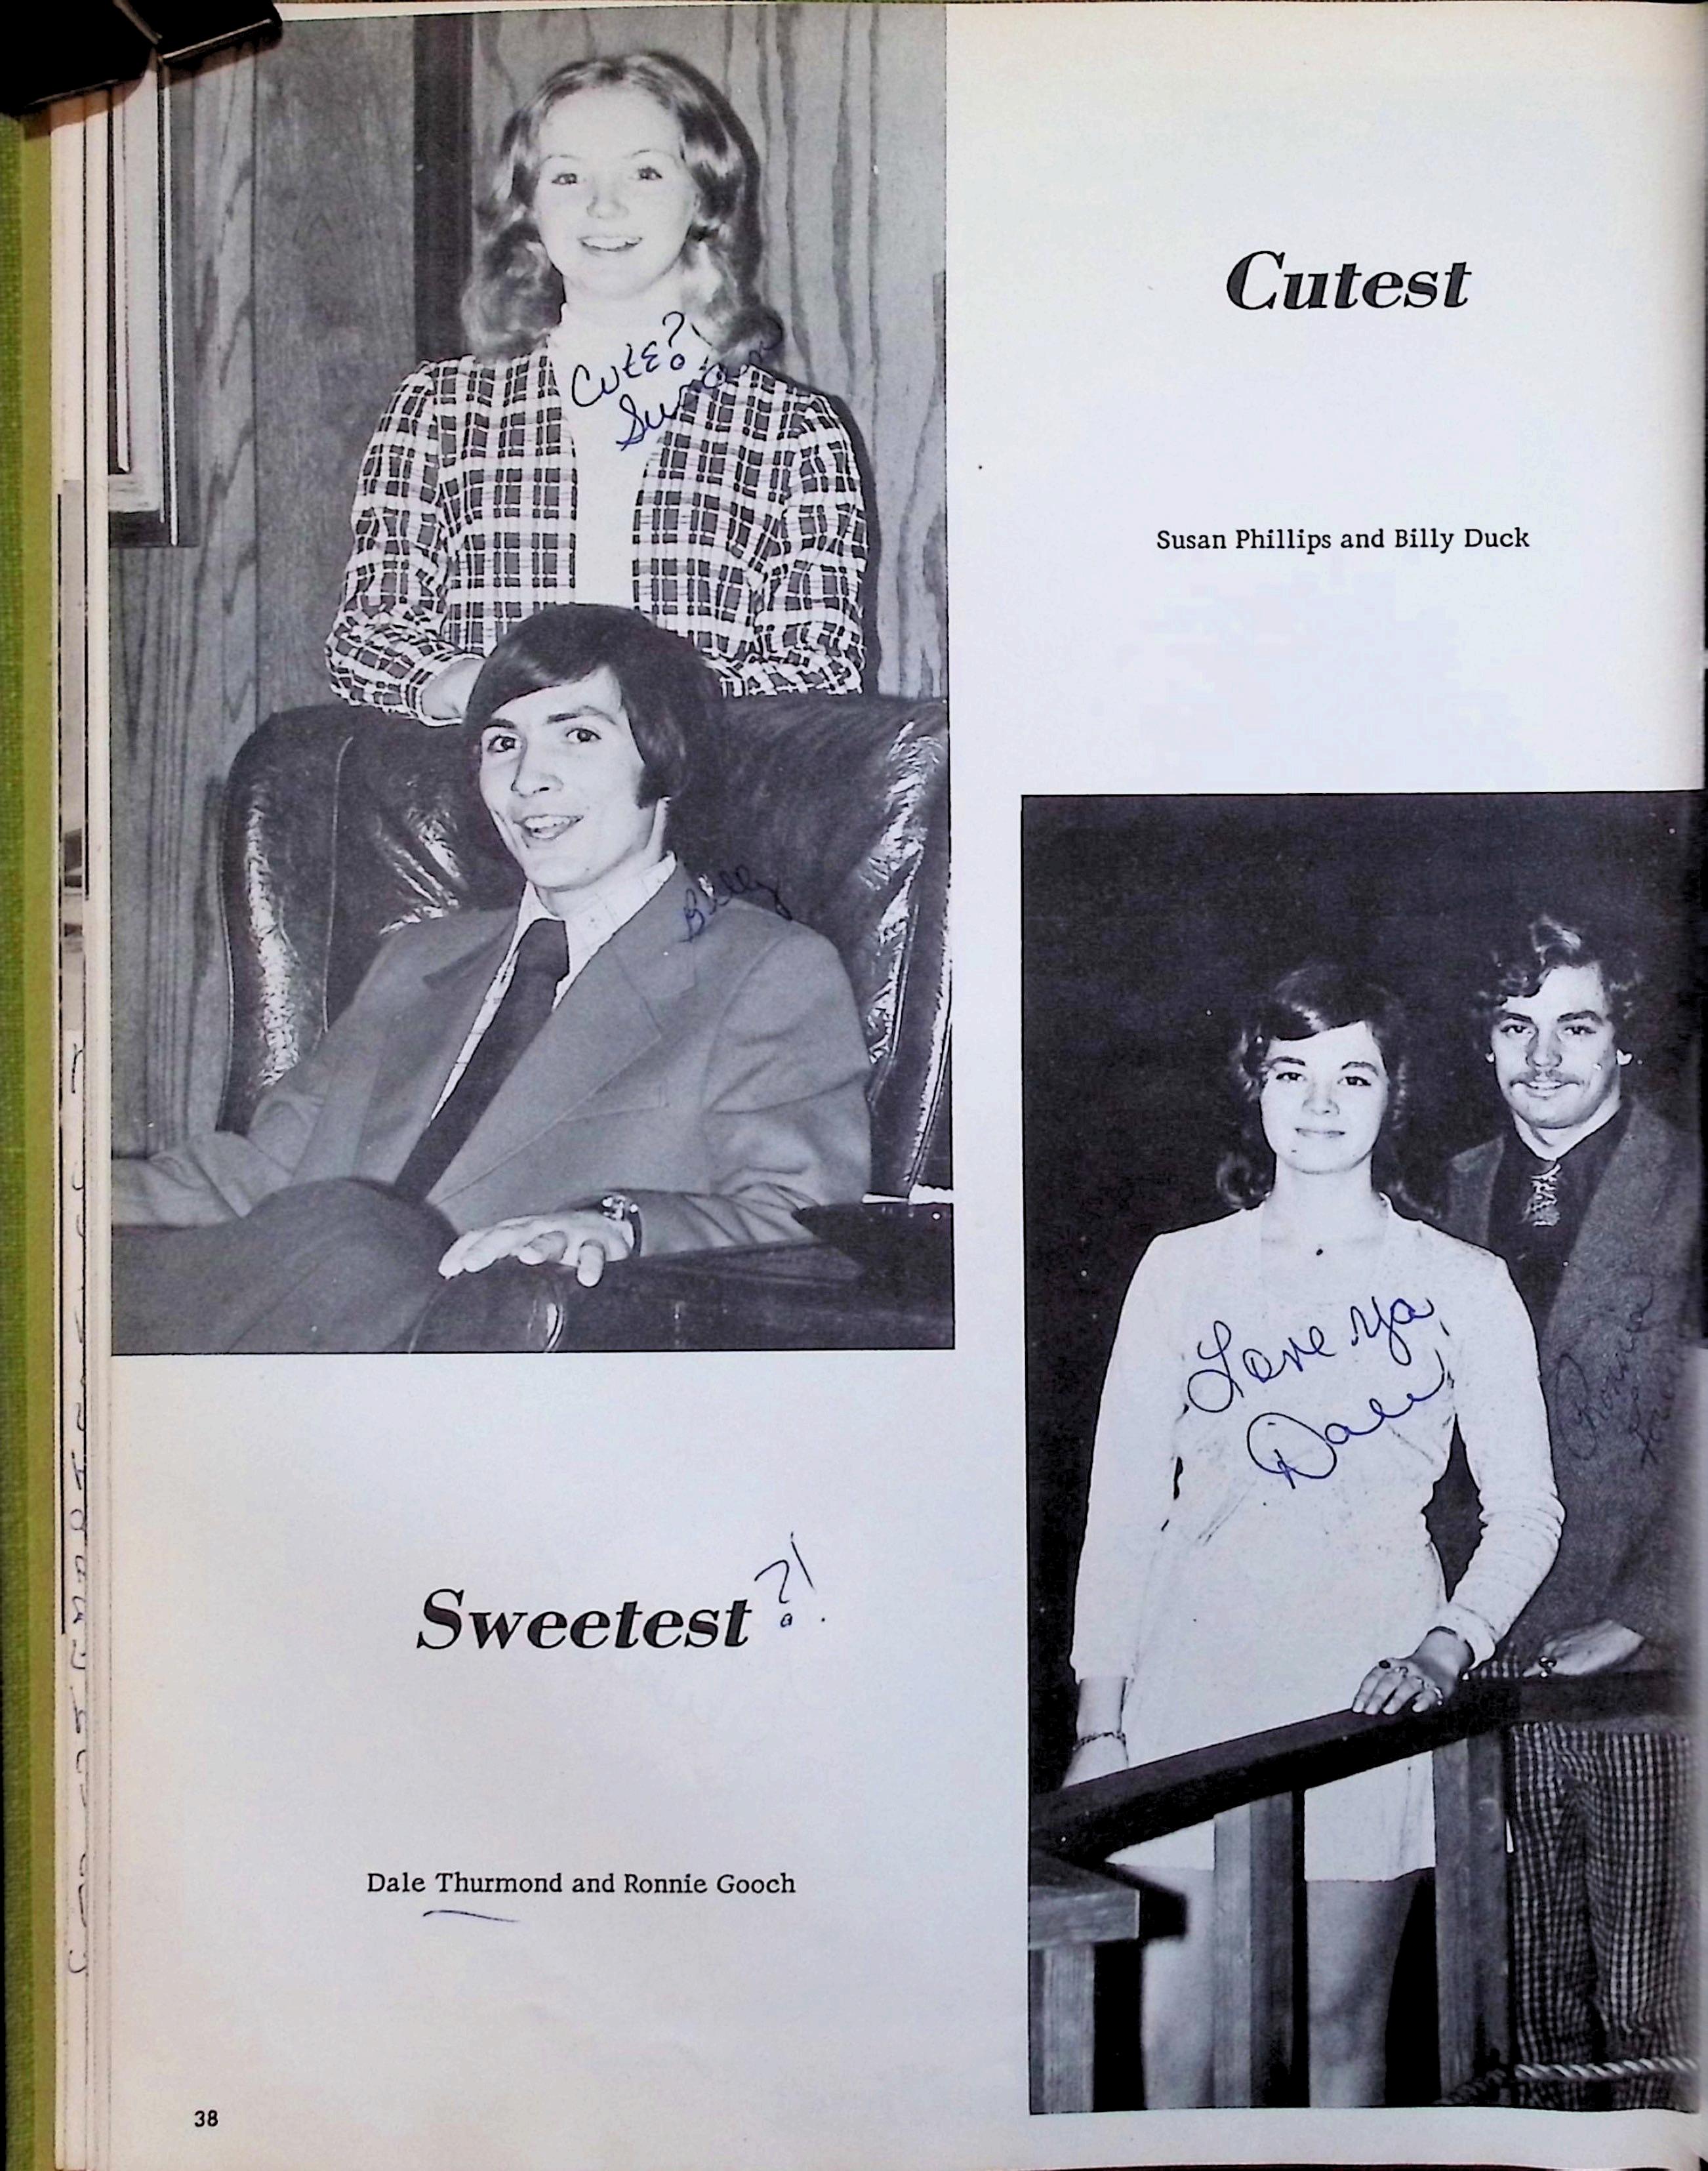 Cutest
Cute?!
Susan
Susan Phillips and Billy Duck
Billy
Love ya,
Dale
Ronnie
Sweetest ?!
Dale Thurmond and Ronnie Gooch
38